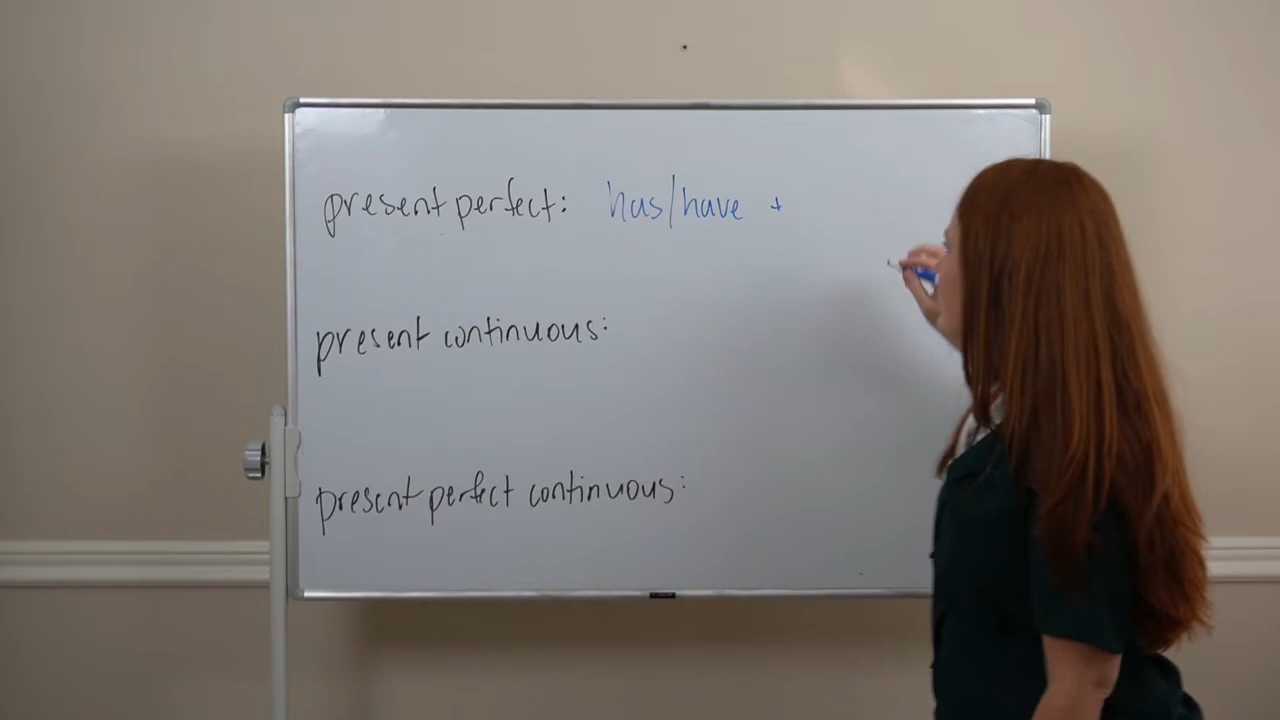 present perfect: has/have +
present continuous:
present perfect continuous: